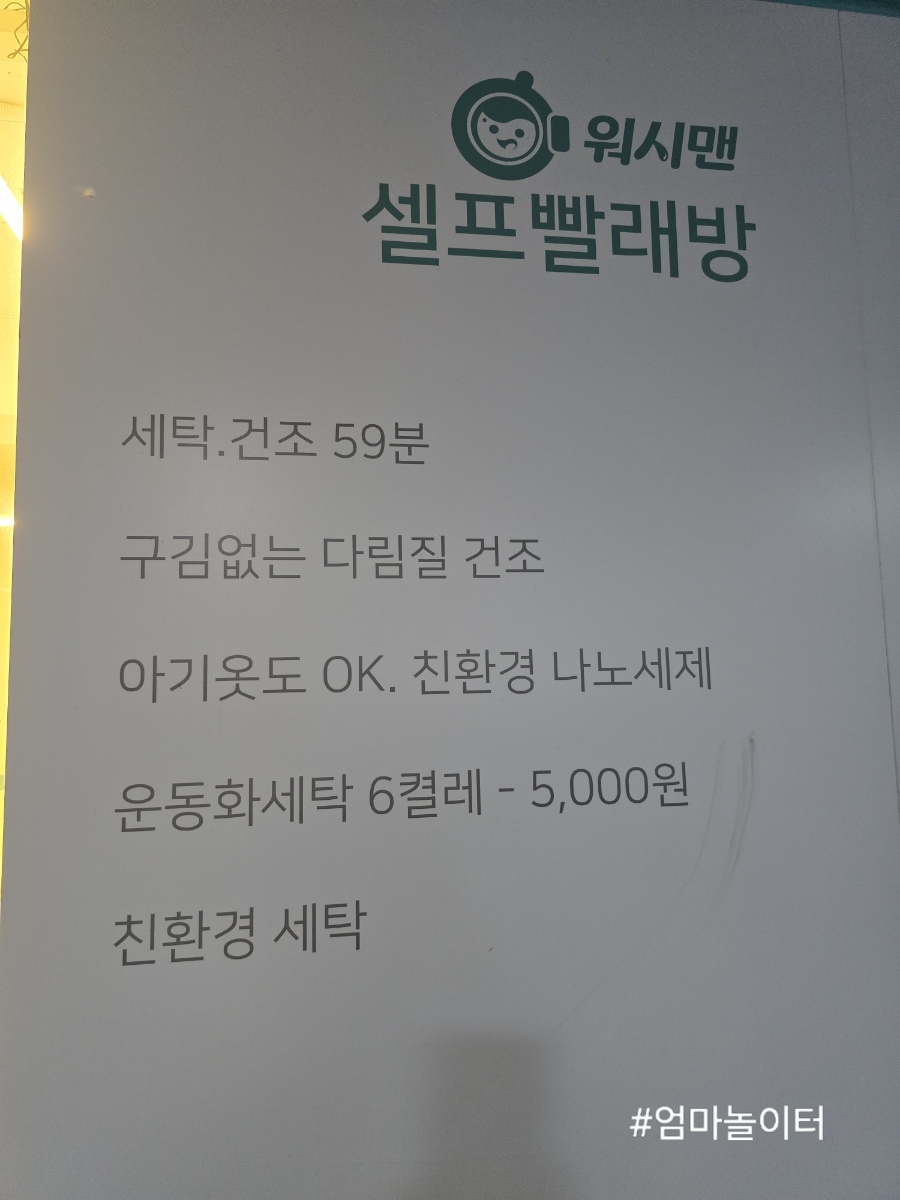 워시맨
셀프빨래방
세탁.건조 59분
구김없는 다림질 건조
아기옷도 OK. 친환경 나노세제
운동화세탁 6켤레 - 5,000원
친환경 세탁
#엄마놀이터